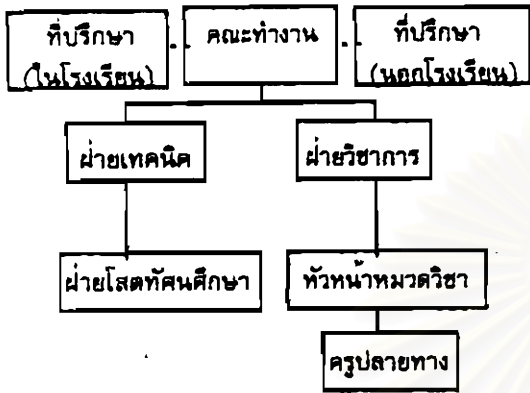 ที่ปรึกษา
(ในโรงเรียน)
คณะทำงาน
ที่ปรึกษา
(นอกโรงเรียน)
ฝ่ายเทคนิค
ฝ่ายวิชาการ
ฝ่ายโสตทัศนศึกษา
หัวหน้าหมวดวิชา
ครูปลายทาง